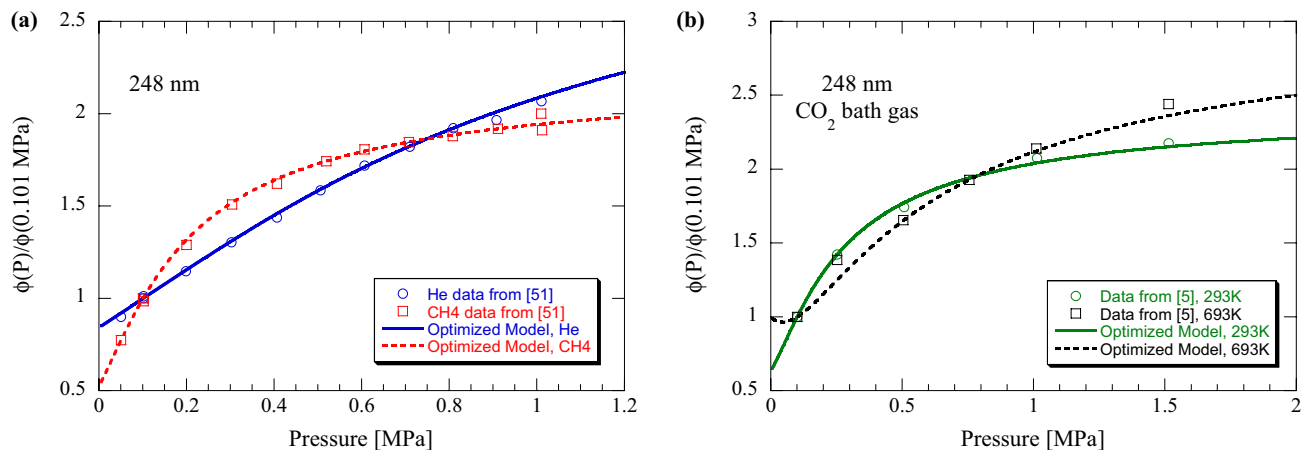 (a)
2.5
2
1.5
1
0.5
ϕ(P)/ϕ(0.101 MPa)
248 nm
He data from [51]
CH4 data from [51]
Optimized Model, He
Optimized Model, CH4
0 0.2 0.4 0.6 0.8 1 1.2
Pressure [MPa]
(b)
3
2.5
2
1.5
1
0.5
ϕ(P)/ϕ(0.101 MPa)
248 nm
CO₂ bath gas
Data from [5], 293K
Data from [5], 693K
Optimized Model, 293K
Optimized Model, 693K
0 0.5 1 1.5 2
Pressure [MPa]